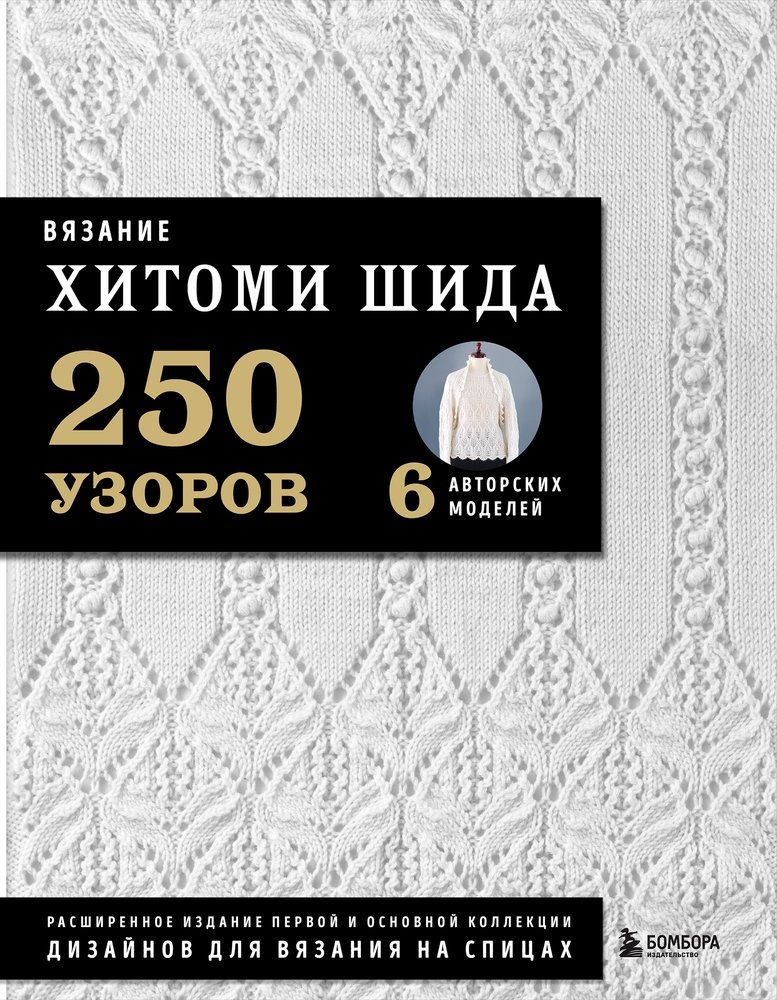 ВЯЗАНИЕ
ХИТОМИ ШИДА
250
УЗОРОВ
6
АВТОРСКИХ
МОДЕЛЕЙ
РАСШИРЕННОЕ ИЗДАНИЕ ПЕРВОЙ И ОСНОВНОЙ КОЛЛЕКЦИИ
ДИЗАЙНОВ ДЛЯ ВЯЗАНИЯ НА СПИЦАХ
БОМБОРА
ИЗДАТЕЛЬСТВО